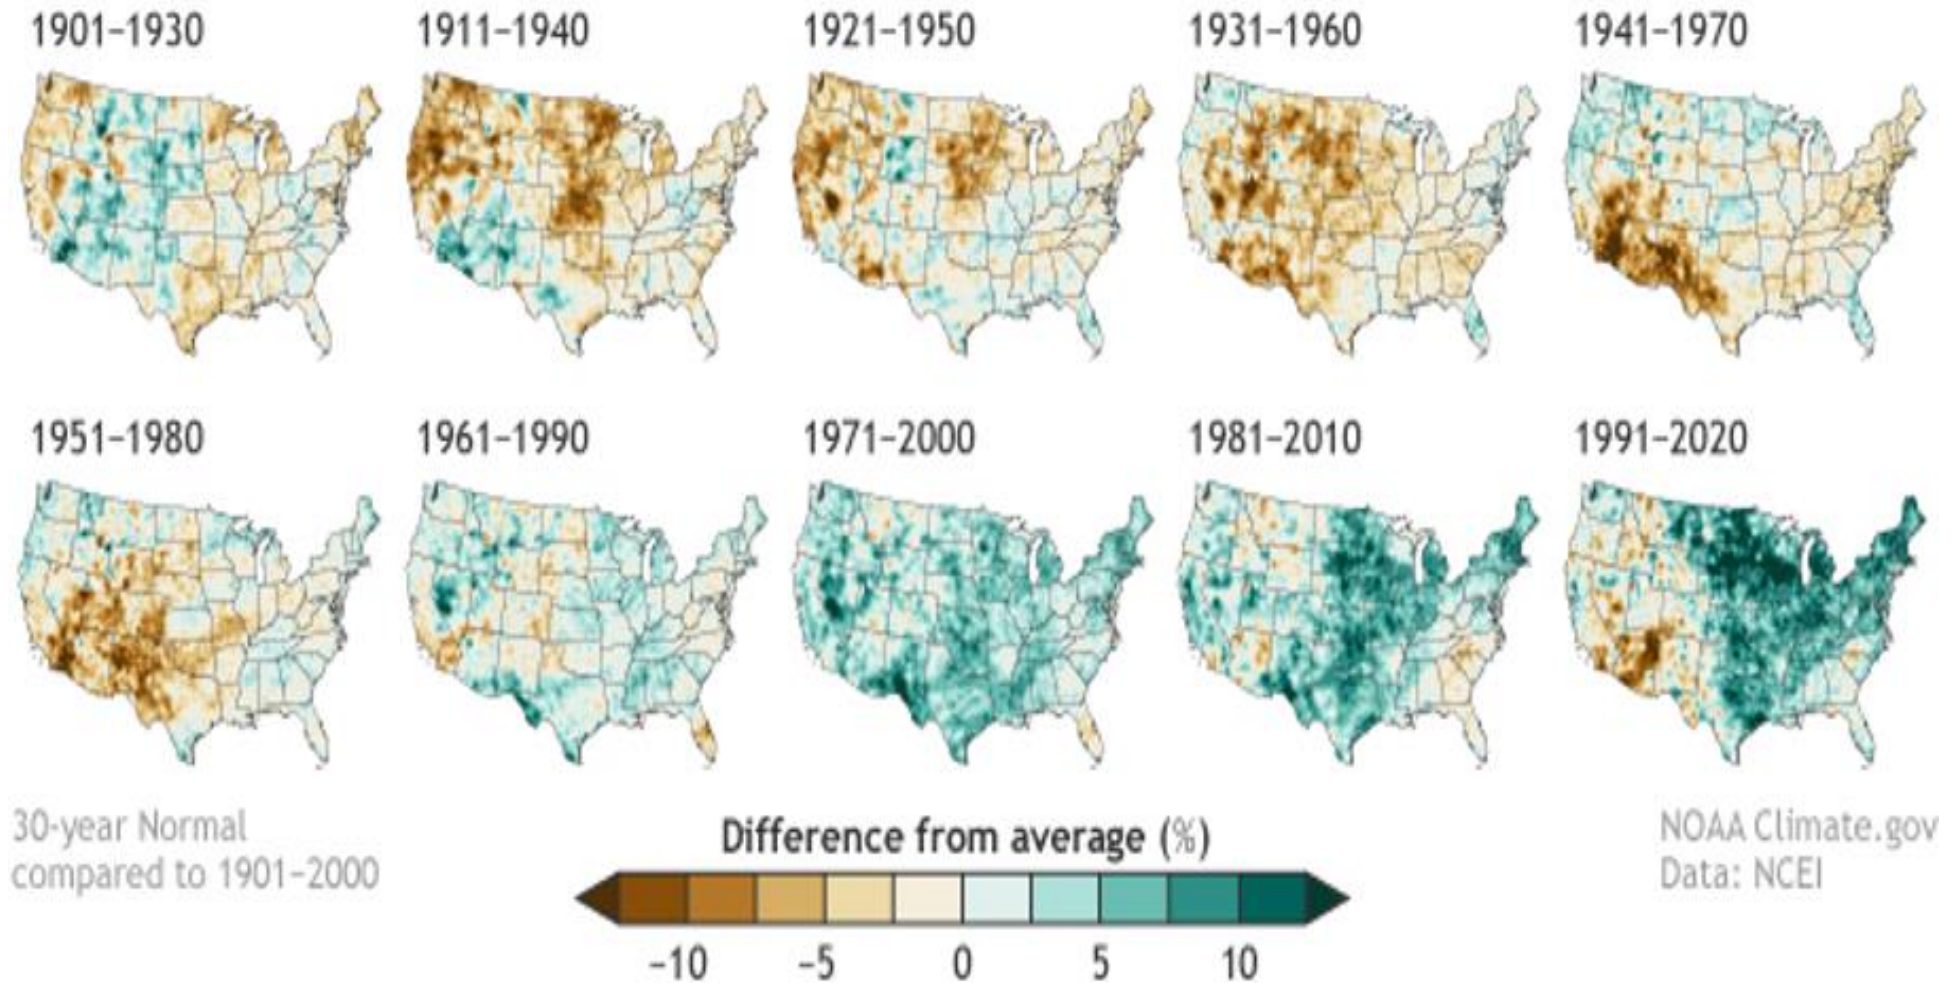 1901–1930
1911–1940
1921–1950
1931–1960
1941–1970
1951–1980
1961–1990
1971–2000
1981–2010
1991–2020
30-year Normal
compared to 1901–2000
Difference from average (%)
-10 -5 0 5 10
NOAA Climate.gov
Data: NCEI